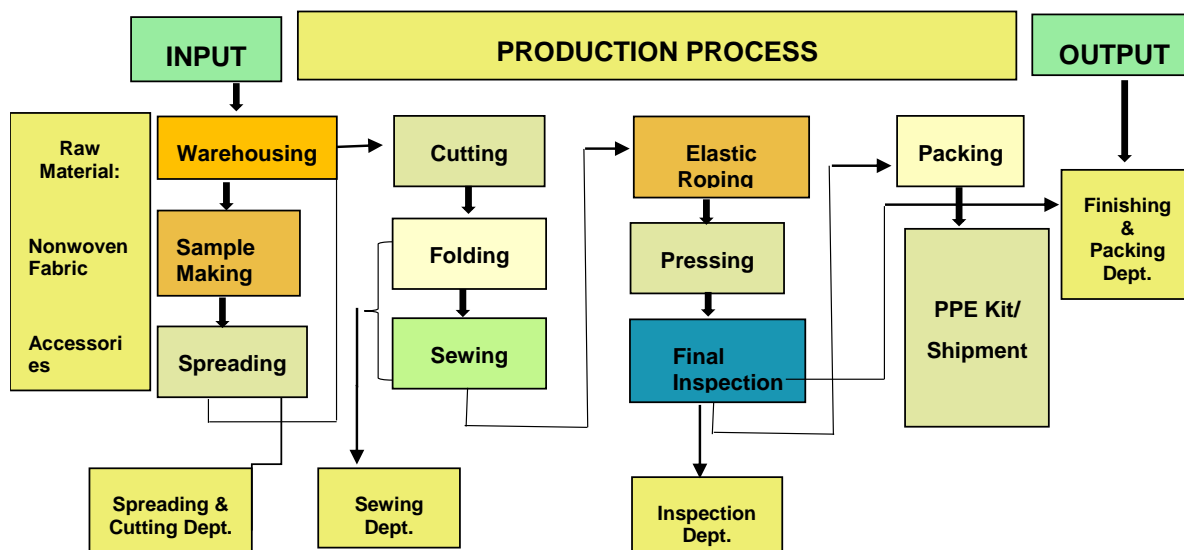 INPUT
PRODUCTION PROCESS
OUTPUT
Raw
Material:
Nonwoven
Fabric
Accessori
es
Warehousing
Sample
Making
Spreading
Cutting
Folding
Sewing
Elastic
Roping
Pressing
Final
Inspection
Packing
PPE Kit/
Shipment
Finishing
&
Packing
Dept.
Spreading &
Cutting Dept.
Sewing
Dept.
Inspection
Dept.